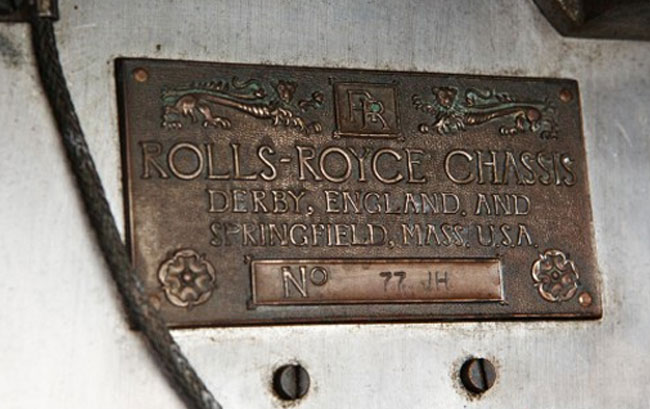 RR
ROLLS-ROYCE CHASSIS
DERBY, ENGLAND, AND
SPRINGFIELD, MASS. U.S.A.
Nº 77 JH